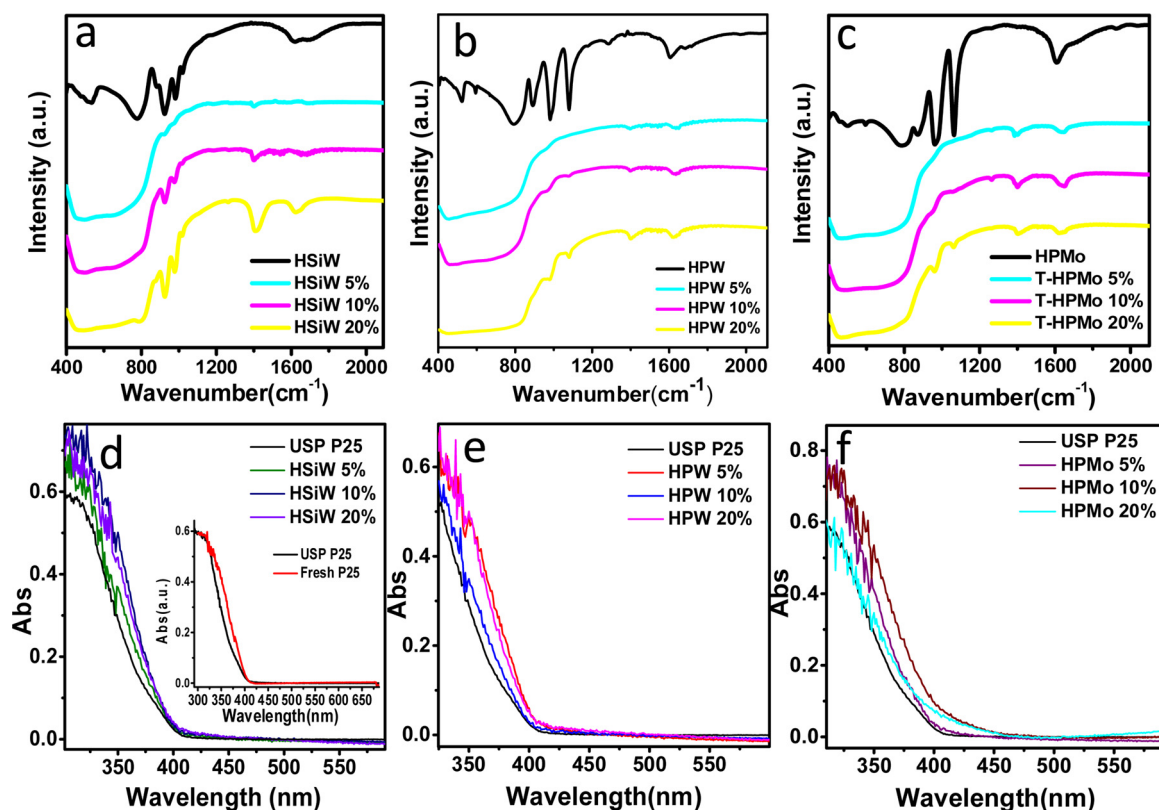 a
Intensity (a.u.)
HSiW
HSiW 5%
HSiW 10%
HSiW 20%
400 800 1200 1600 2000
Wavenumber(cm-1)
b
Intensity (a.u.)
HPW
HPW 5%
HPW 10%
HPW 20%
400 800 1200 1600 2000
Wavenumber(cm-1)
c
Intensity (a.u.)
HPMo
T-HPMo 5%
T-HPMo 10%
T-HPMo 20%
400 800 1200 1600 2000
Wavenumber(cm-1)
d
USP P25
HSiW 5%
HSiW 10%
HSiW 20%
Abs
0.6
0.4
0.2
0.0
350 400 450 500 550
Wavelength (nm)
Abs(a.u.)
0.6
0.4
0.2
0.0
USP P25
Fresh P25
300 350 400 450 500 550 600 650
Wavelength(nm)
e
USP P25
HPW 5%
HPW 10%
HPW 20%
Abs
0.6
0.4
0.2
0.0
350 400 450 500 550
Wavelength(nm)
f
USP P25
HPMo 5%
HPMo 10%
HPMo 20%
Abs
0.8
0.6
0.4
0.2
0.0
350 400 450 500 550
Wavelength(nm)